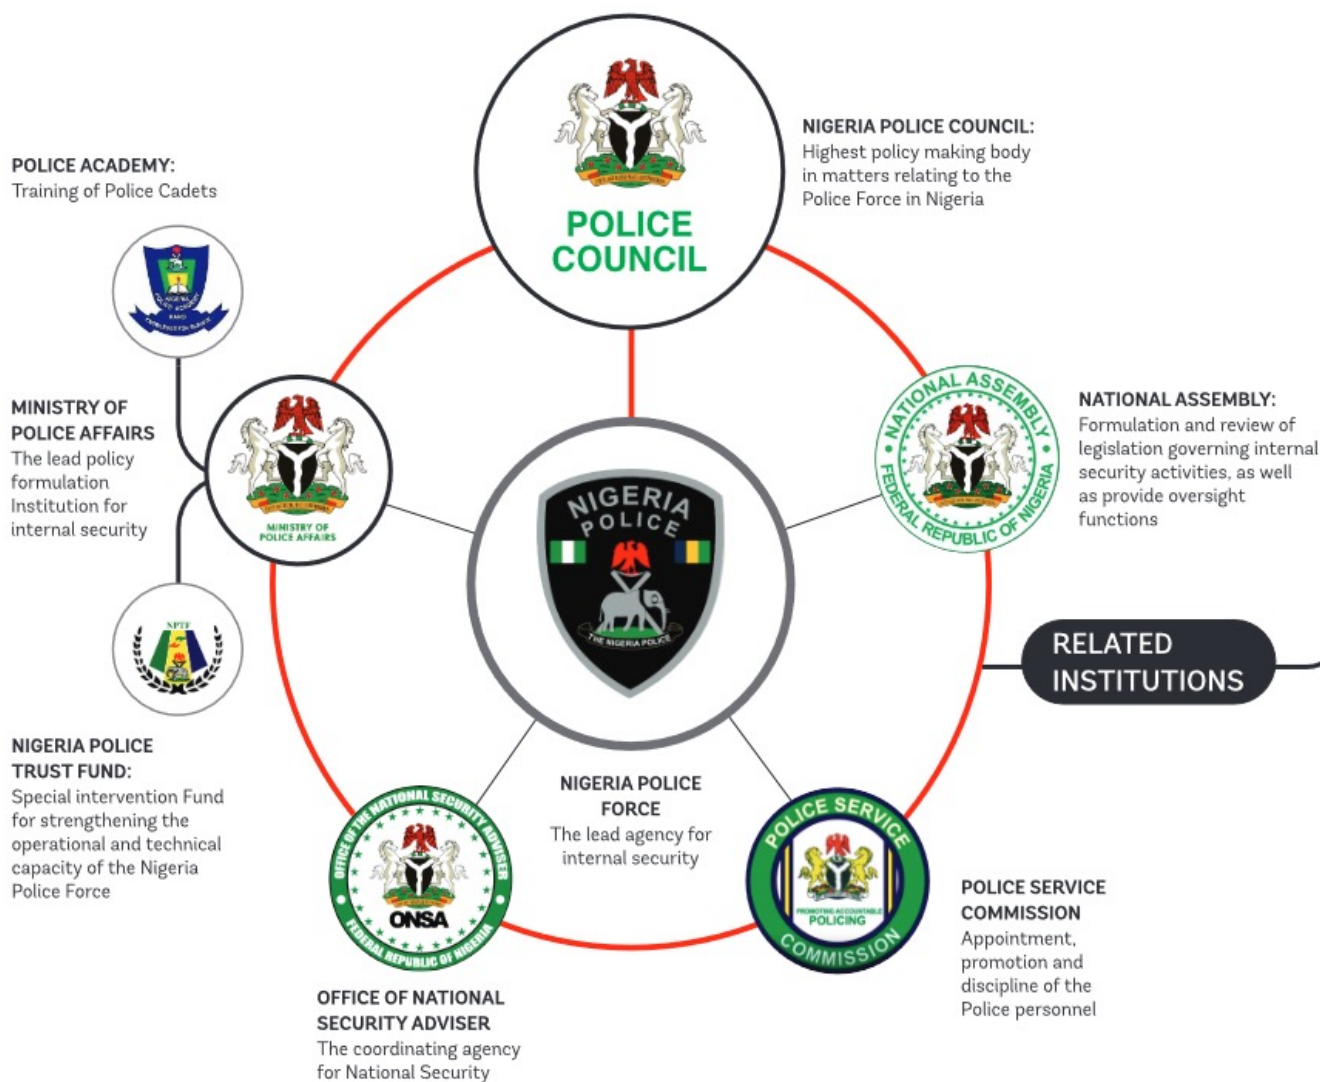 POLICE
COUNCIL
NIGERIA POLICE COUNCIL:
Highest policy making body
in matters relating to the
Police Force in Nigeria
POLICE ACADEMY:
Training of Police Cadets
NIGERIA
POLICE ACADEMY
MINISTRY OF
POLICE AFFAIRS
The lead policy
formulation
Institution for
internal security
MINISTRY OF
POLICE AFFAIRS
NATIONAL ASSEMBLY
FEDERAL REPUBLIC OF NIGERIA
NATIONAL ASSEMBLY:
Formulation and review of
legislation governing internal
security activities, as well
as provide oversight
functions
NIGERIA
POLICE
THE NIGERIA POLICE
NPTF
RELATED
INSTITUTIONS
NIGERIA POLICE
TRUST FUND:
Special intervention Fund
for strengthening the
operational and technical
capacity of the Nigeria
Police Force
NIGERIA POLICE
FORCE
The lead agency for
internal security
OFFICE OF THE NATIONAL SECURITY ADVISER
ONSA
FEDERAL REPUBLIC OF NIGERIA
POLICE SERVICE
PROMOTING ACCOUNTABLE
POLICING
COMMISSION
POLICE SERVICE
COMMISSION
Appointment,
promotion and
discipline of the
Police personnel
OFFICE OF NATIONAL
SECURITY ADVISER
The coordinating agency
for National Security